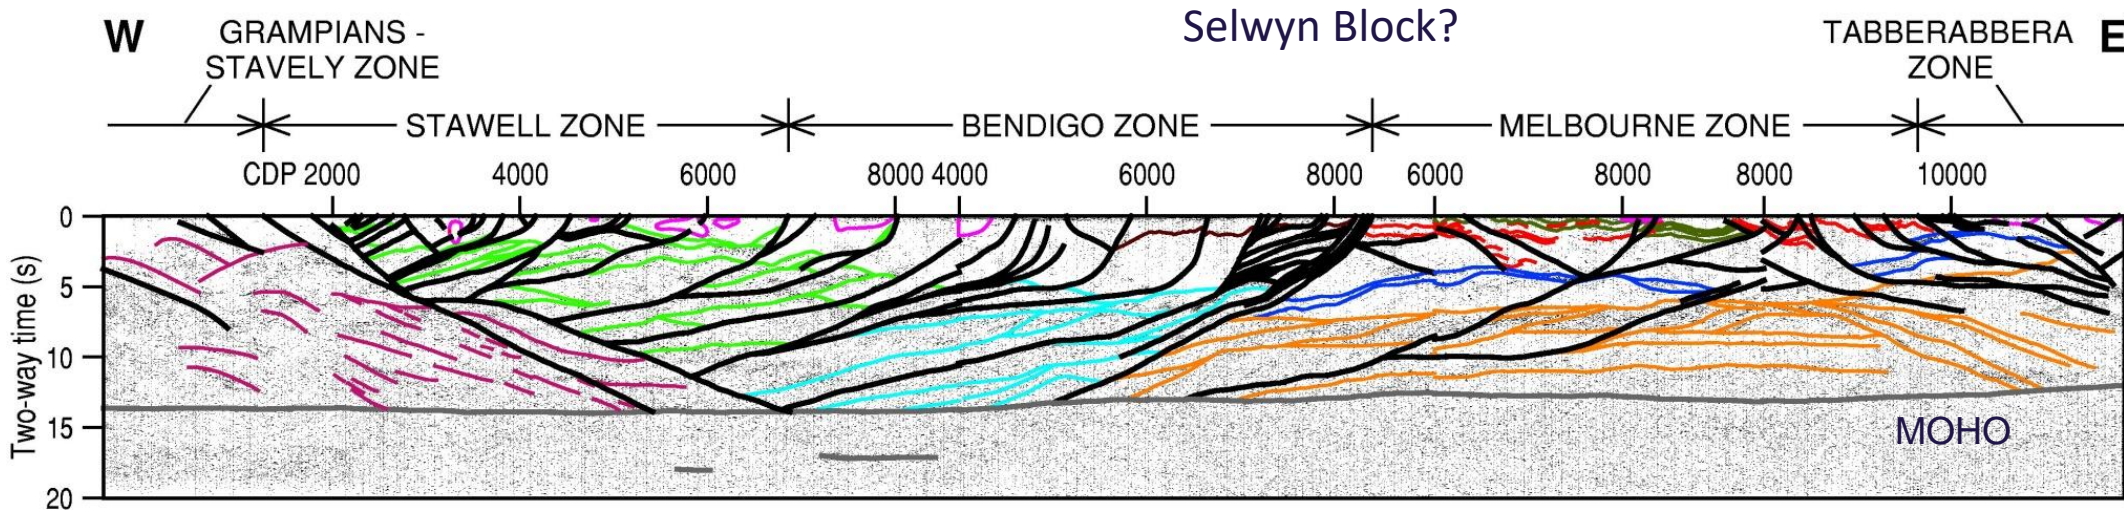 Selwyn Block?
W
GRAMPIANS -
STAVELY ZONE
TABBERABBERA
ZONE
E
STAWELL ZONE
BENDIGO ZONE
MELBOURNE ZONE
CDP 2000 4000 6000 8000 4000 6000 8000 6000 8000 8000 10000
Two-way time (s)
0
5
10
15
20
MOHO